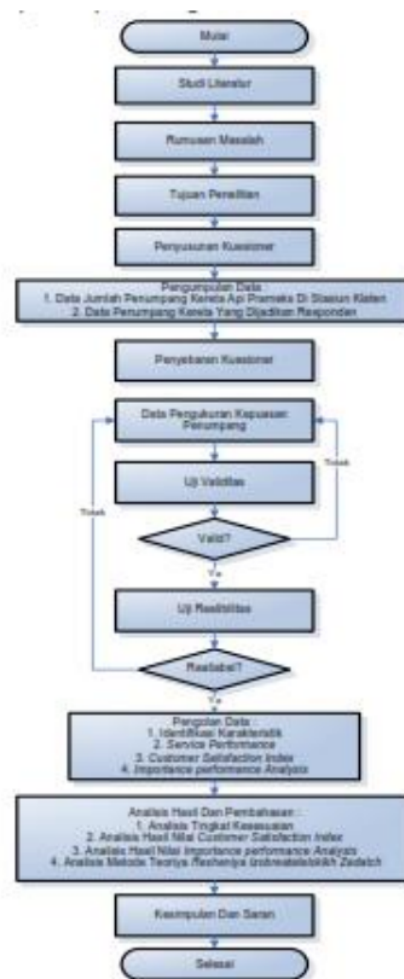 Mulai
Studi Literatur
Rumusan Masalah
Tujuan Penelitian
Penyusunan Kuesioner
Pengumpulan Data :
1. Data Jumlah Penumpang Kereta Api Prameks Di Stasiun Klaten
2. Data Penumpang Kereta Yang Dijadikan Responden
Penyebaran Kuesioner
Data Pengukuran Kepuasan
Penumpang
Uji Validitas
Tidak
Tidak
Valid?
Ya
Uji Realibilitas
Realiabel?
Ya
Pengolan Data :
1. Identifikasi Karakteristik
2. Service Performance
3. Customer Satisfaction Index
4. Importance performance Analysis
Analisis Hasil Dan Pembahasan :
1. Analisis Tingkat Kesesuaian
2. Analisis Hasil Nilai Customer Satisfaction Index
3. Analisis Hasil Nilai Importance performance Analysis
4. Analisis Metode Teoriya Resheniya Zadatch
Kesimpulan Dan Saran
Selesai